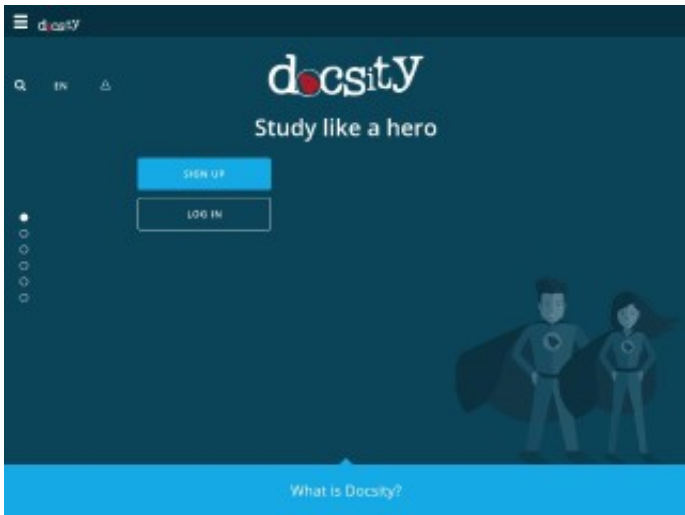 docsity
EN
docsity
Study like a hero
SIGN UP
LOG IN
What is Docsity?